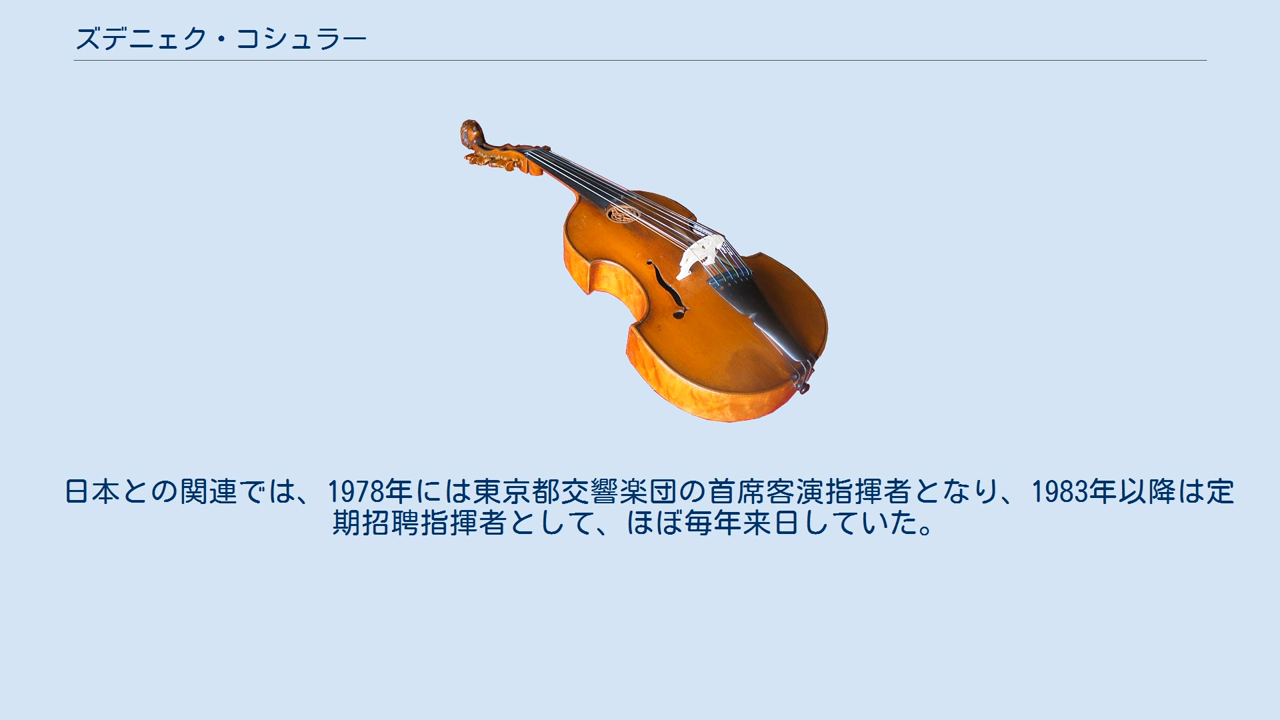 ズデニェク・コシュラー
日本との関連では、1978年には東京都交響楽団の首席客演指揮者となり、1983年以降は定
期招聘指揮者として、ほぼ毎年来日していた。